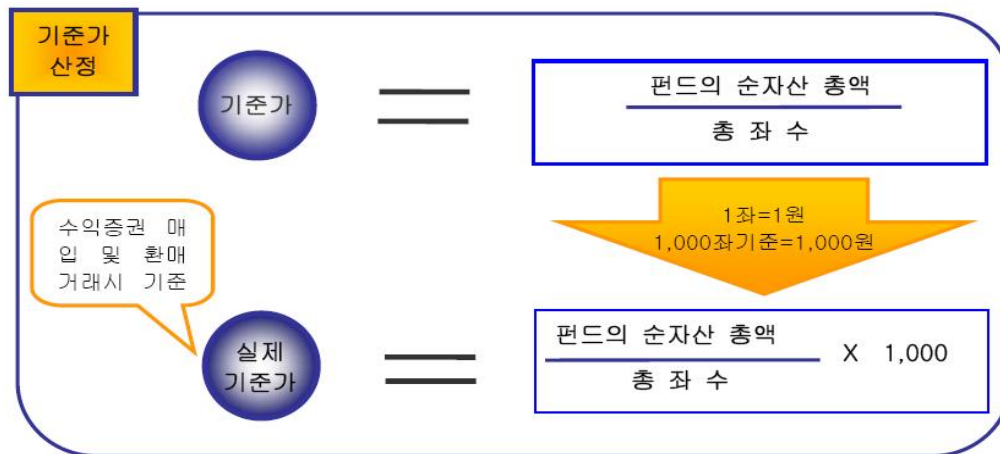 기준가
산정
기준가
펀드의 순자산 총액
총 좌 수
1좌=1원
1,000좌기준=1,000원
수익증권 매
입 및 환매
거래시 기준
실제
기준가
펀드의 순자산 총액
총 좌 수
X 1,000